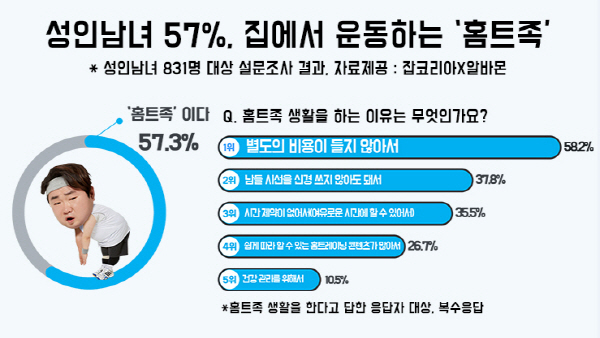 성인남녀 57%, 집에서 운동하는 '홈트족'
* 성인남녀 831명 대상 설문조사 결과, 자료제공 : 잡코리아X알바몬
'홈트족' 이다
57.3%
Q. 홈트족 생활을 하는 이유는 무엇인가요?
1위 별도의 비용이 들지 않아서 58.2%
2위 남들 시선을 신경 쓰지 않아도 돼서 37.8%
3위 시간 제약이 없어서(여유로운 시간에 할 수 있어서) 35.5%
4위 쉽게 따라 할 수 있는 홈트레이닝 콘텐츠가 많아서 26.7%
5위 건강 관리를 위해서 10.5%
*홈트족 생활을 한다고 답한 응답자 대상, 복수응답